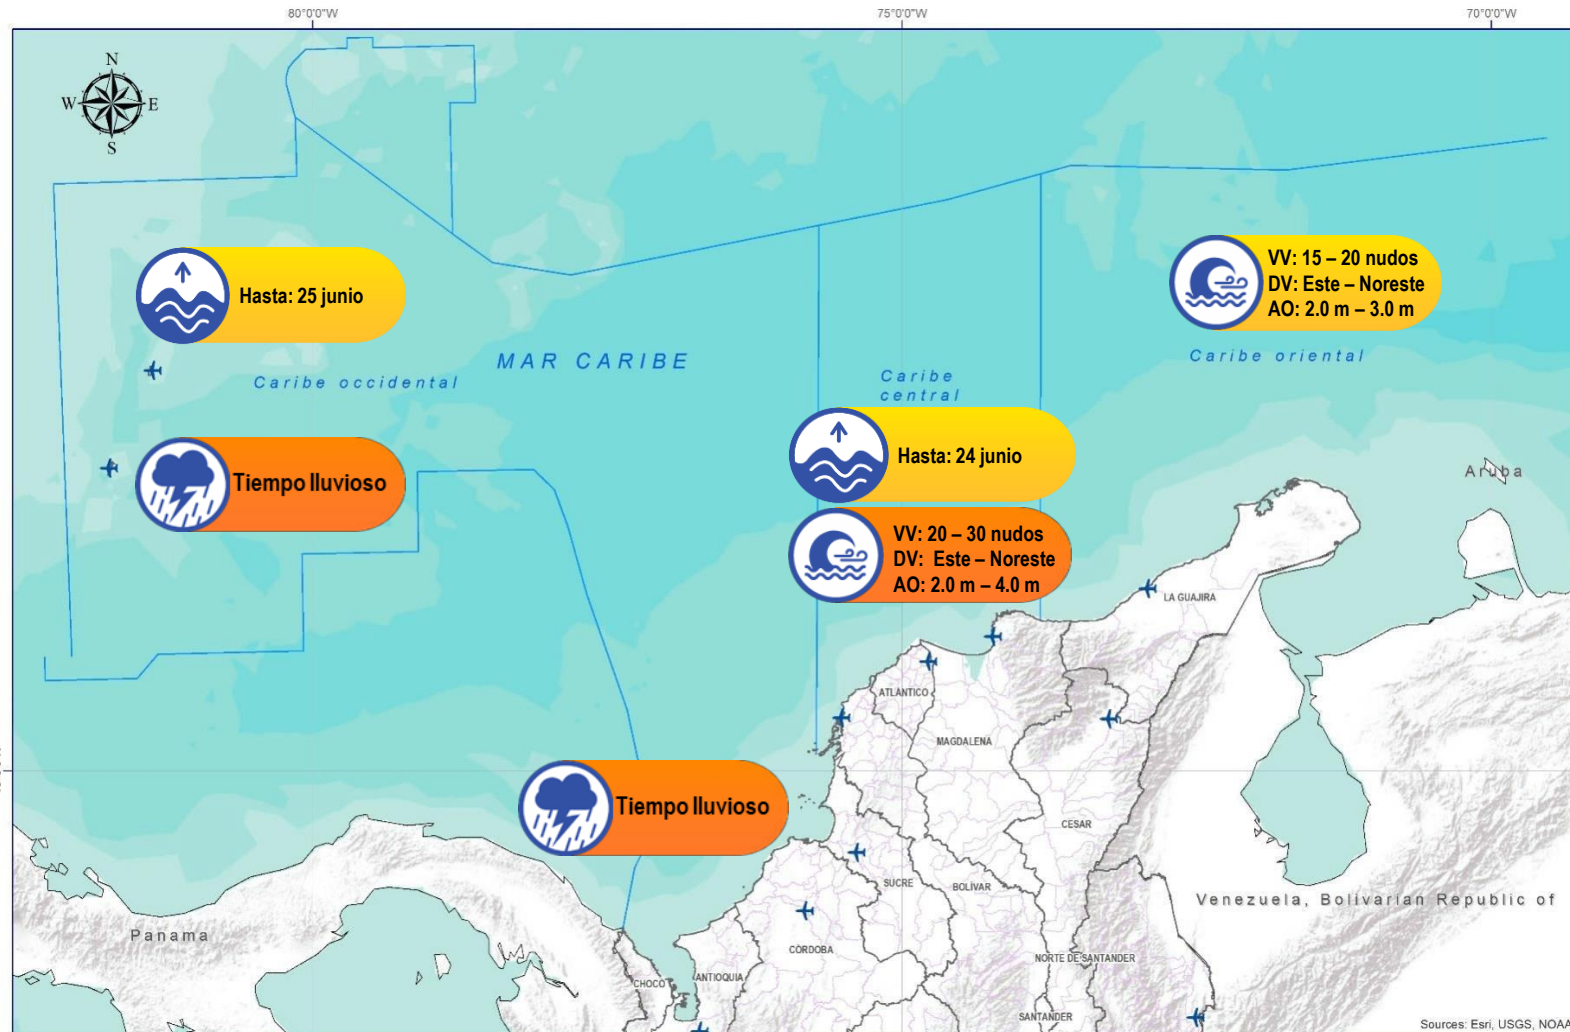 80°0'0"W
75°0'0"W
70°0'0"W
N
W
E
S
Hasta: 25 junio
VV: 15 – 20 nudos
DV: Este – Noreste
AO: 2.0 m – 3.0 m
MAR CARIBE
Caribe oriental
Caribe occidental
Caribe
central
Hasta: 24 junio
Aruba
Tiempo lluvioso
VV: 20 – 30 nudos
DV: Este – Noreste
AO: 2.0 m – 4.0 m
LA GUAJIRA
ATLÁNTICO
MAGDALENA
Tiempo lluvioso
CESAR
SUCRE
BOLÍVAR
Venezuela, Bolivarian Republic of
Panama
CÓRDOBA
NORTE DE SANTANDER
ANTIOQUIA
CHOCO
SANTANDER
Sources: Esri, USGS, NOAA